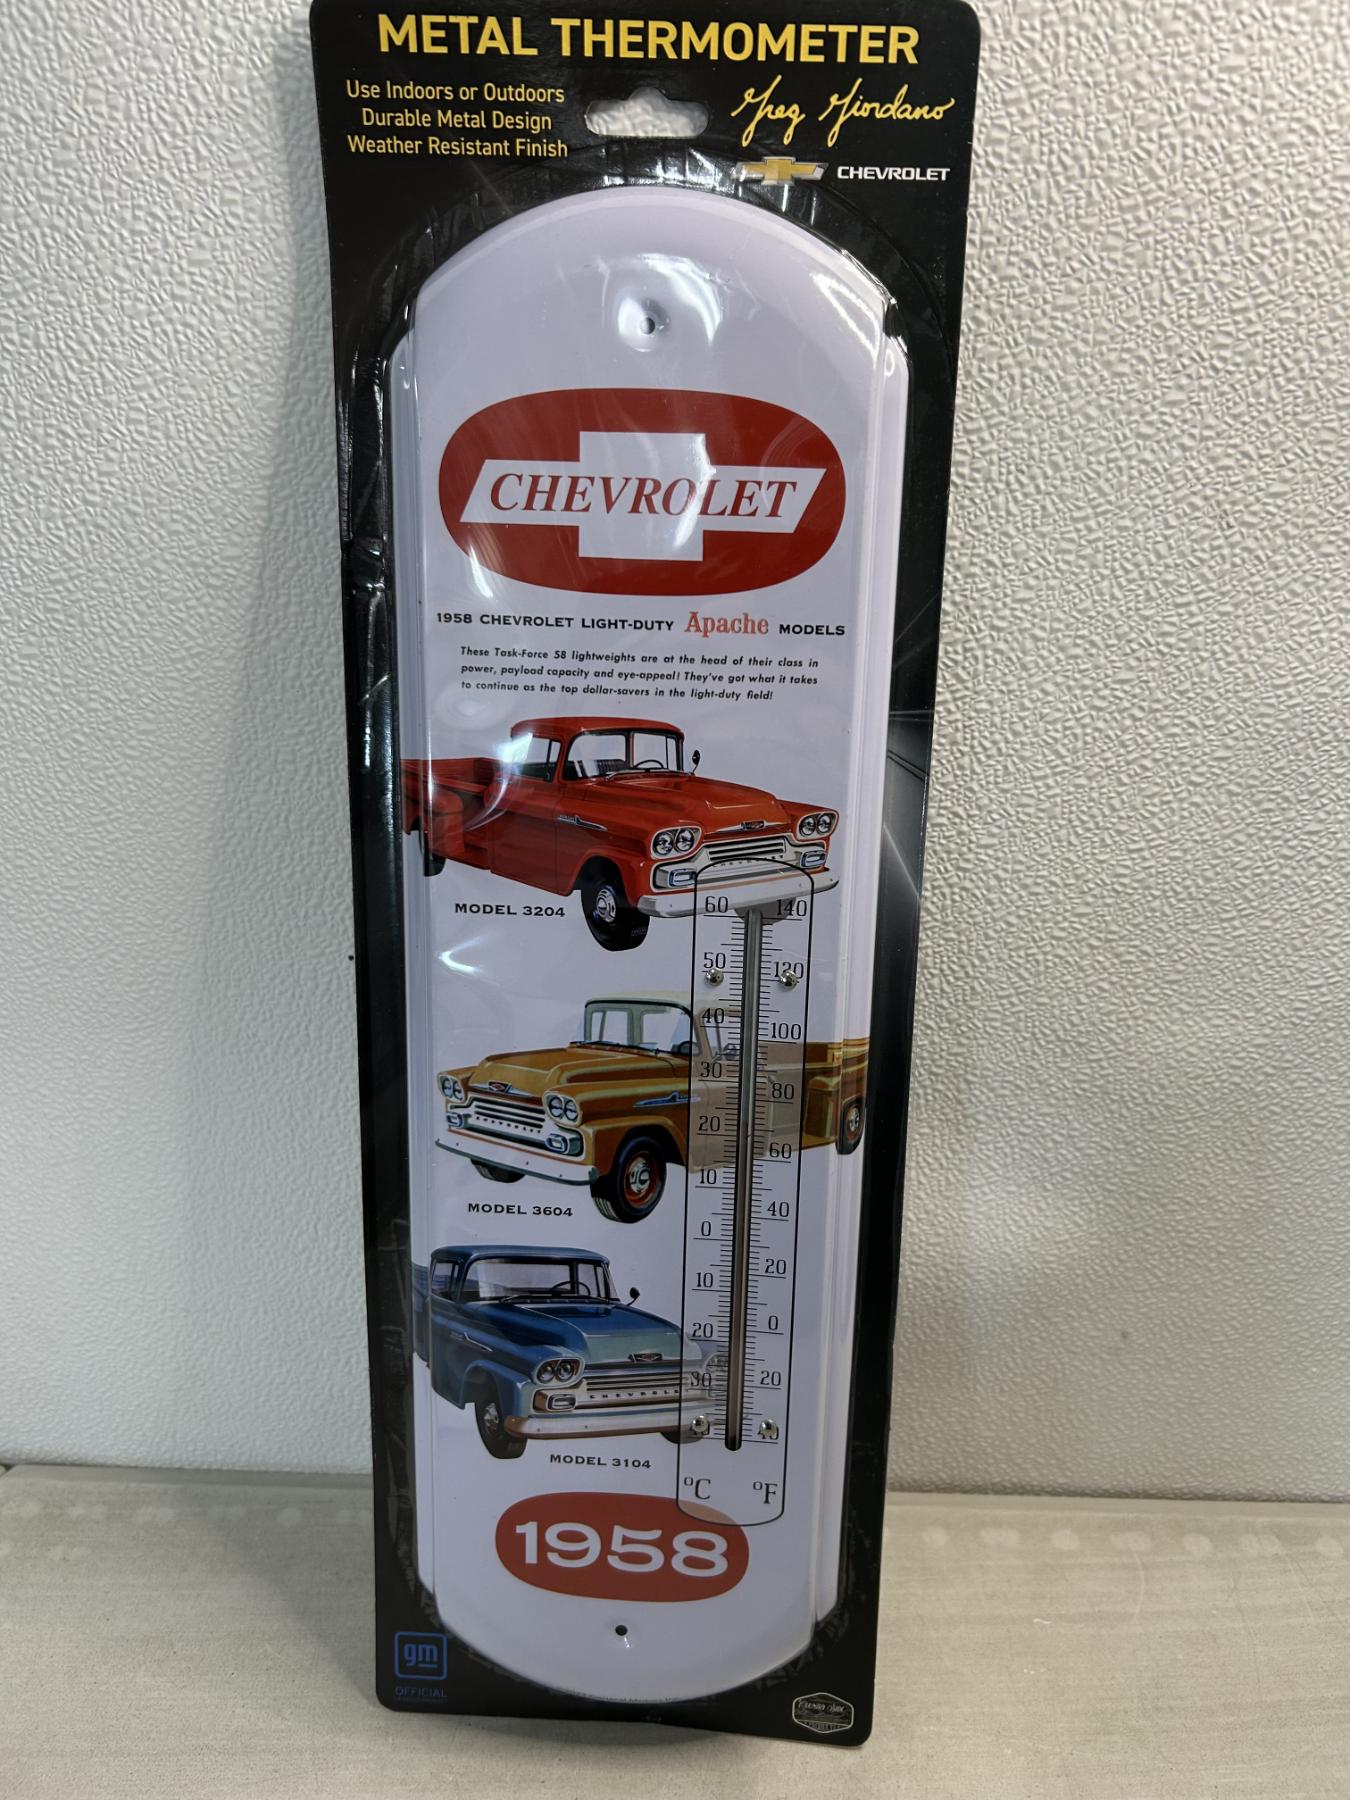 METAL THERMOMETER
Use Indoors or Outdoors
Durable Metal Design
Weather Resistant Finish
Greg Giordano
CHEVROLET
CHEVROLET
1958 CHEVROLET LIGHT-DUTY Apache MODELS
These Task-Force 58 lightweights are at the head of their class in
power, payload capacity and eye-appeal! They've got what it takes
to continue as the top dollar-savers in the light-duty field!
CHEVROLET
MODEL 3204
60 140
50 120
40 100
30 80
20 60
10 40
0 20
10 0
20 20
30 40
CHEVROLET
MODEL 3604
CHEVROLET
MODEL 3104
°C °F
1958
gm
OFFICIAL